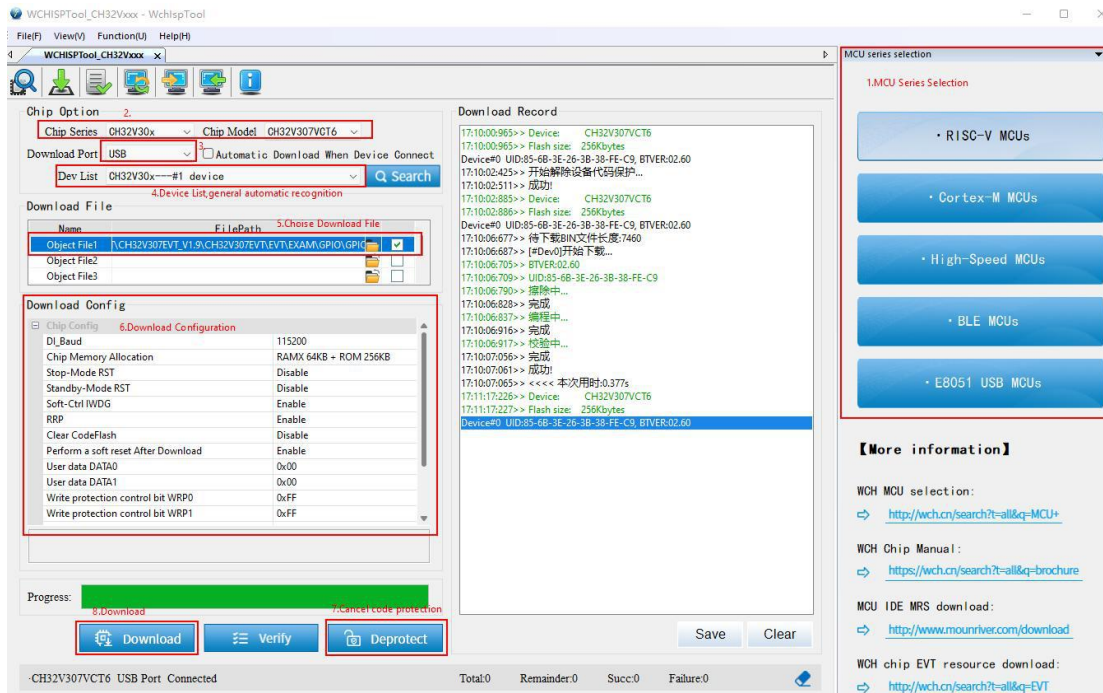 WCHISPTool_CH32Vxxx - WchIspTool
File(F) View(V) Function(U) Help(H)
WCHISPTool_CH32Vxxx x
Chip Option 2.
Chip Series CH32V30x Chip Model CH32V307VCT6
3
Download Port USB Automatic Download When Device Connect
Dev List CH32V30x---#1 device Search
4.Device List,general automatic recognition
Download File
Name FilePath 5.Choise Download File
Object File1 \CH32V307EVT_V1.9\CH32V307EVT\EVT\EXAM\GPIO\GPIO
Object File2
Object File3
Download Config
Chip Config 6.Download Configuration
DI_Baud 115200
Chip Memory Allocation RAMX 64KB + ROM 256KB
Stop-Mode RST Disable
Standby-Mode RST Disable
Soft-Ctrl IWDG Enable
RRP Enable
Clear CodeFlash Disable
Perform a soft reset After Download Enable
User data DATA0 0x00
User data DATA1 0x00
Write protection control bit WRP0 0xFF
Write protection control bit WRP1 0xFF
Progress:
8.Download 7.Cancel code protection
Download Verify Deprotect
Download Record
17:10:00:965>> Device: CH32V307VCT6
17:10:00:965>> Flash size: 256Kbytes
Device#0 UID:85-6B-3E-26-3B-38-FE-C9, BTVER:02.60
17:10:02:425>> 开始解除设备代码保护...
17:10:02:511>> 成功!
17:10:02:885>> Device: CH32V307VCT6
17:10:02:886>> Flash size: 256Kbytes
Device#0 UID:85-6B-3E-26-3B-38-FE-C9, BTVER:02.60
17:10:06:677>> 待下载BIN文件长度:7460
17:10:06:687>> [#Dev0]开始下载...
17:10:06:705>> BTVER:02.60
17:10:06:709>> UID:85-6B-3E-26-3B-38-FE-C9
17:10:06:790>> 擦除中...
17:10:06:828>> 完成
17:10:06:837>> 编程中...
17:10:06:916>> 完成
17:10:06:917>> 校验中...
17:10:07:056>> 完成
17:10:07:061>> 成功!
17:10:07:065>> <<<< 本次用时:0.377s
17:11:17:226>> Device: CH32V307VCT6
17:11:17:227>> Flash size: 256Kbytes
Device#0 UID:85-6B-3E-26-3B-38-FE-C9, BTVER:02.60
Save Clear
MCU series selection
1.MCU Series Selection
· RISC-V MCUs
· Cortex-M MCUs
· High-Speed MCUs
· BLE MCUs
· E8051 USB MCUs
【More information】
WCH MCU selection:
http://wch.cn/search?t=all&q=MCU+
WCH Chip Manual:
https://wch.cn/search?t=all&q=brochure
MCU IDE MRS download:
http://www.mounriver.com/download
WCH chip EVT resource download:
http://wch.cn/search?t=all&q=EVT
·CH32V307VCT6 USB Port Connected Total:0 Remainder:0 Succ:0 Failure:0